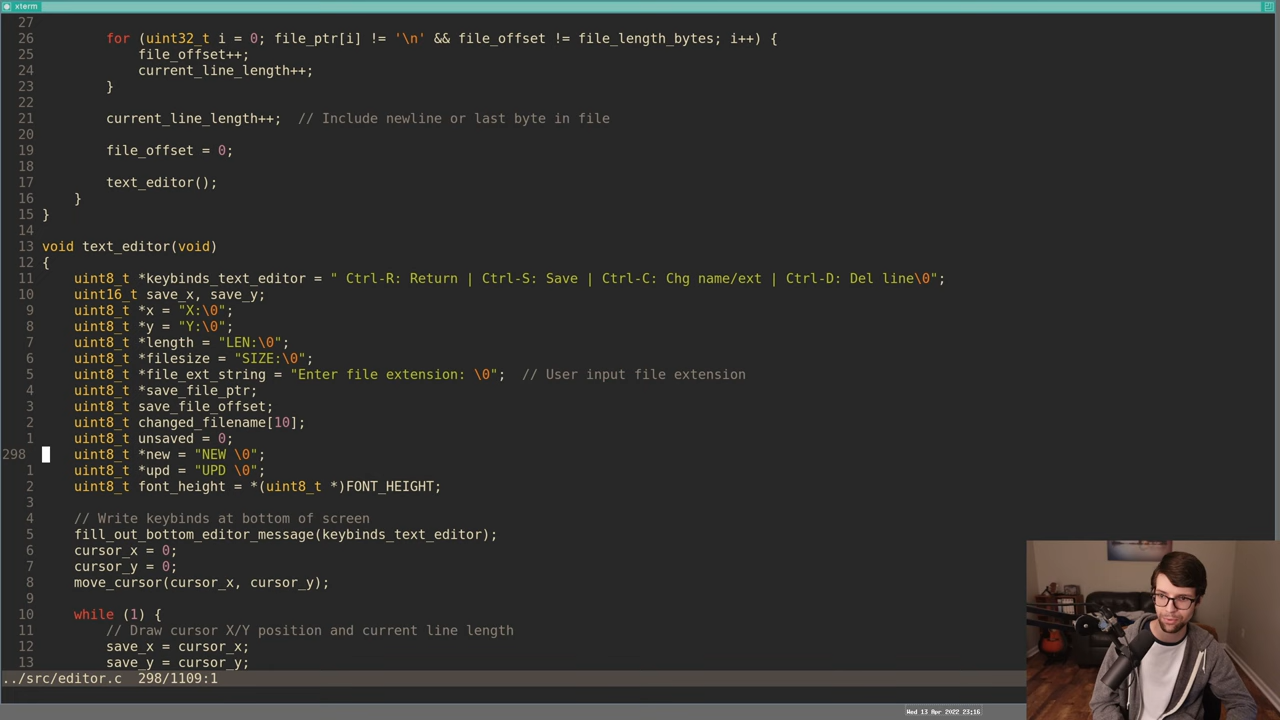 xterm
27
26 for (uint32_t i = 0; file_ptr[i] != '\n' && file_offset != file_length_bytes; i++) {
25 file_offset++;
24 current_line_length++;
23 }
22
21 current_line_length++;  // Include newline or last byte in file
20
19 file_offset = 0;
18
17 text_editor();
16 }
15 }
14
13 void text_editor(void)
12 {
11 uint8_t *keybinds_text_editor = " Ctrl-R: Return | Ctrl-S: Save | Ctrl-C: Chg name/ext | Ctrl-D: Del line\0";
10 uint16_t save_x, save_y;
9 uint8_t *x = "X:\0";
8 uint8_t *y = "Y:\0";
7 uint8_t *length = "LEN:\0";
6 uint8_t *filesize = "SIZE:\0";
5 uint8_t *file_ext_string = "Enter file extension: \0";  // User input file extension
4 uint8_t *save_file_ptr;
3 uint8_t save_file_offset;
2 uint8_t changed_filename[10];
1 uint8_t unsaved = 0;
298 uint8_t *new = "NEW \0";
1 uint8_t *upd = "UPD \0";
2 uint8_t font_height = *(uint8_t *)FONT_HEIGHT;
3
4 // Write keybinds at bottom of screen
5 fill_out_bottom_editor_message(keybinds_text_editor);
6 cursor_x = 0;
7 cursor_y = 0;
8 move_cursor(cursor_x, cursor_y);
9
10 while (1) {
11 // Draw cursor X/Y position and current line length
12 save_x = cursor_x;
13 save_y = cursor_y;
../src/editor.c  298/1109:1
Wed 13 Apr 2022 23:16